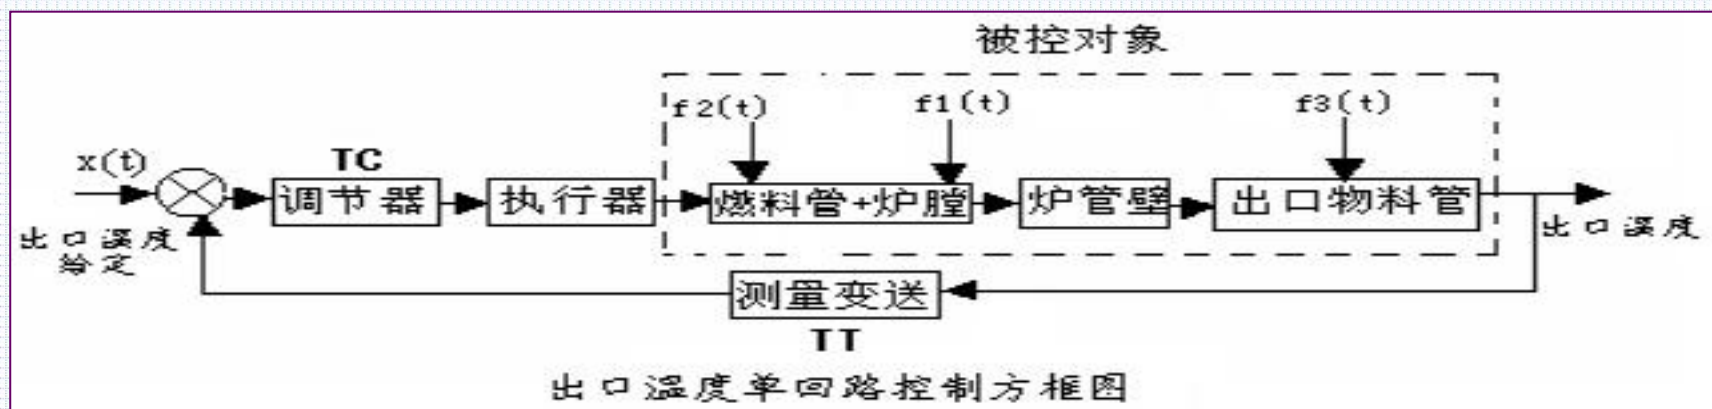 被控对象
f2(t)
f1(t)
f3(t)
x(t)
TC
调节器
执行器
燃料管+炉膛
炉管壁
出口物料管
出口温度
给定
出口温度
测量变送
TT
出口温度单回路控制方框图